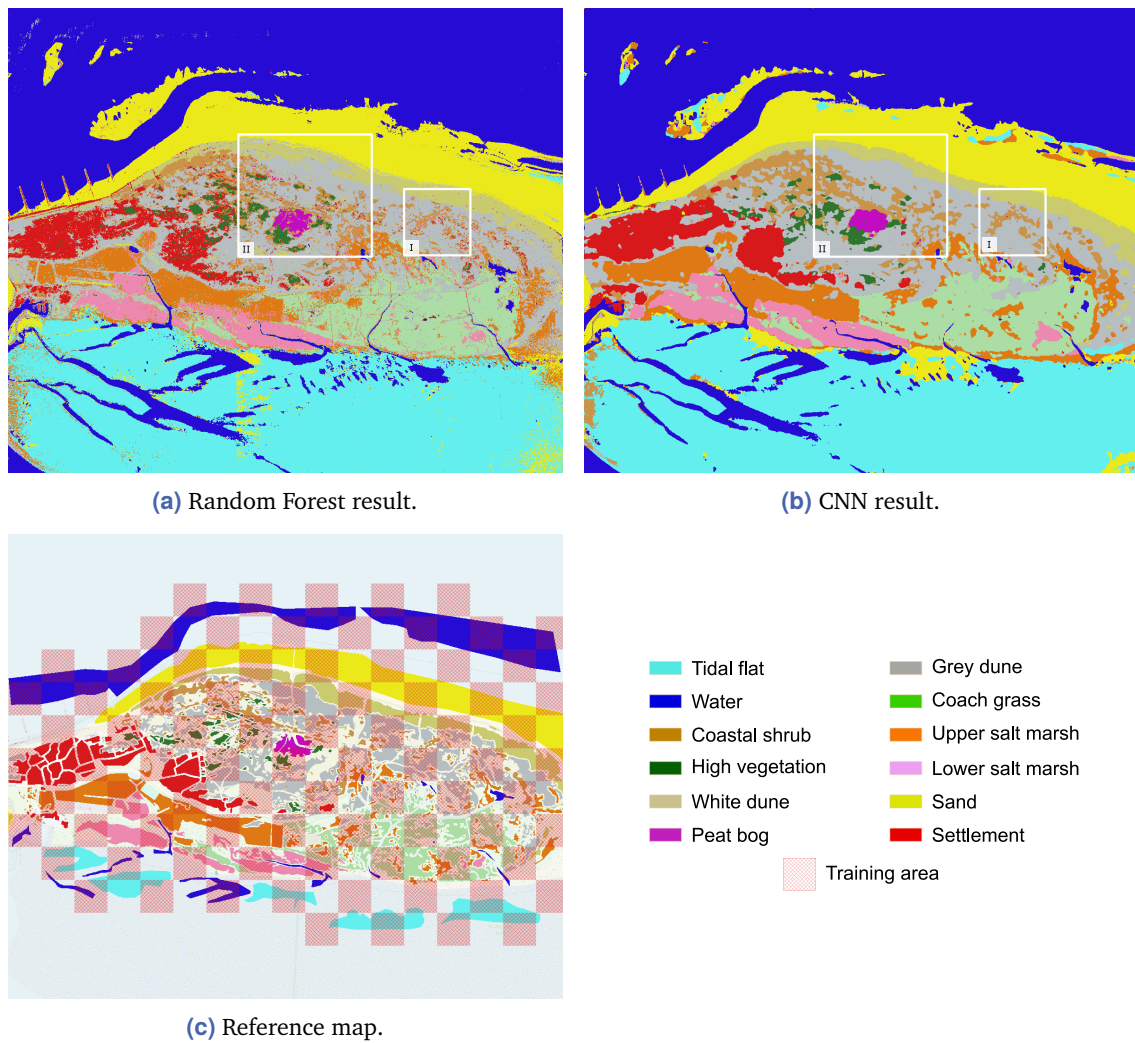 II
I
II
I
(a) Random Forest result.
(b) CNN result.
Tidal flat
Water
Coastal shrub
High vegetation
White dune
Peat bog
Grey dune
Coach grass
Upper salt marsh
Lower salt marsh
Sand
Settlement
Training area
(c) Reference map.